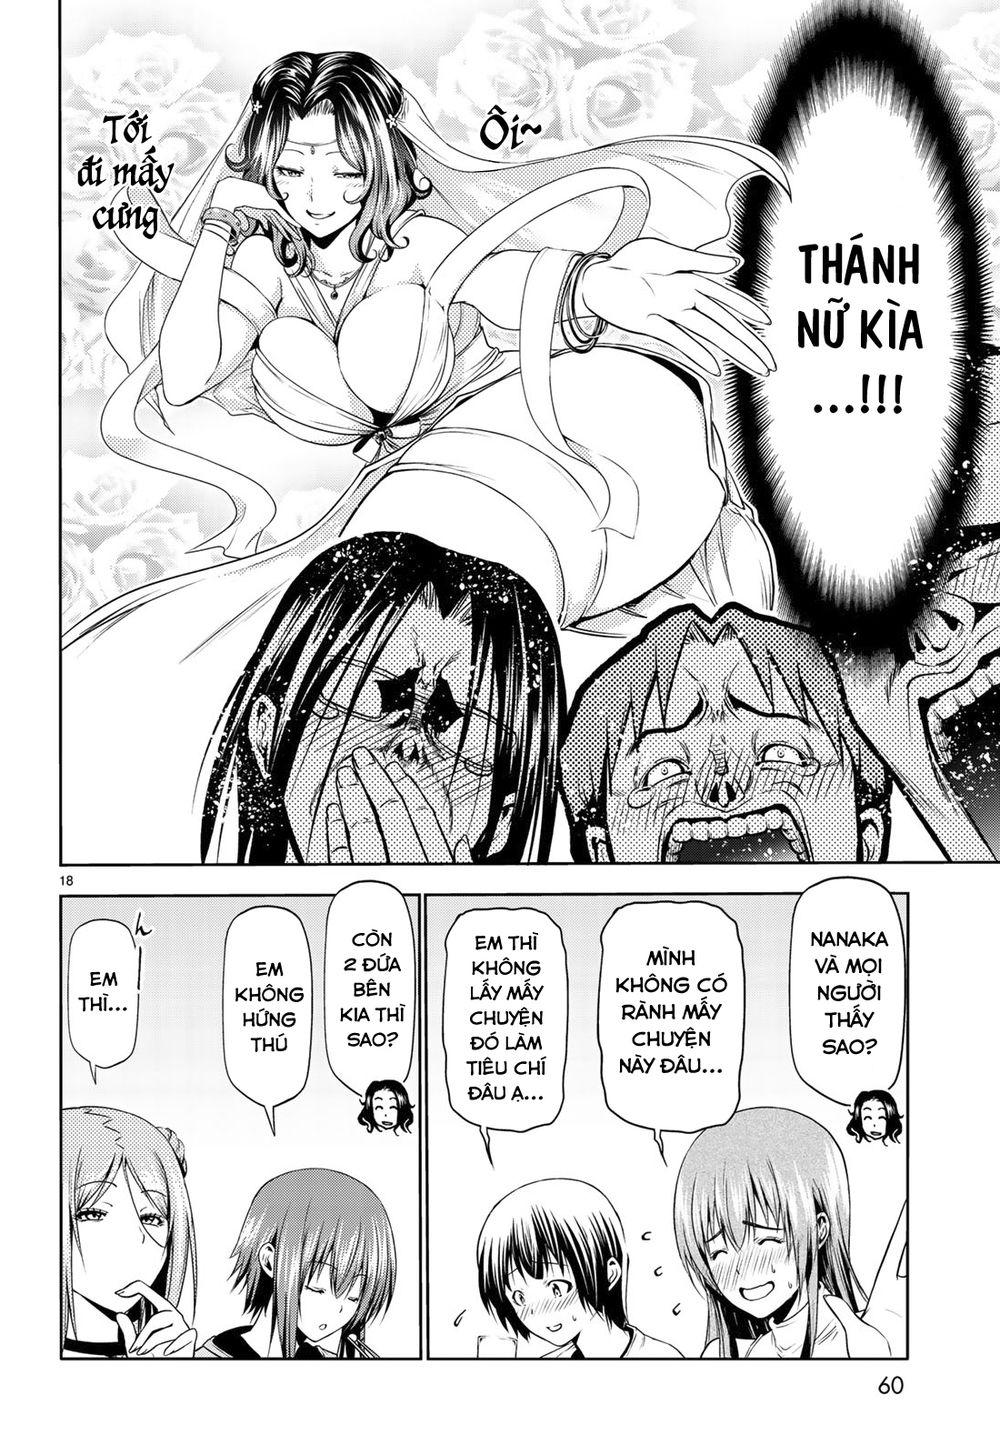 THÁNH
NỮ KÌA
...!!!
Ôi~
Tới
đi mấy
cưng
18
NANAKA
VÀ MỌI
NGƯỜI
THẤY
SAO?
MÌNH
KHÔNG CÓ
RÀNH MẤY
CHUYỆN
NÀY ĐÂU...
EM THÌ
KHÔNG
LẤY MẤY
CHUYỆN
ĐÓ LÀM
TIÊU CHÍ
ĐÂU Ạ...
CÒN
2 ĐỨA
BÊN
KIA THÌ
SAO?
EM
KHÔNG
HỨNG
THÚ
EM
THÌ...
60